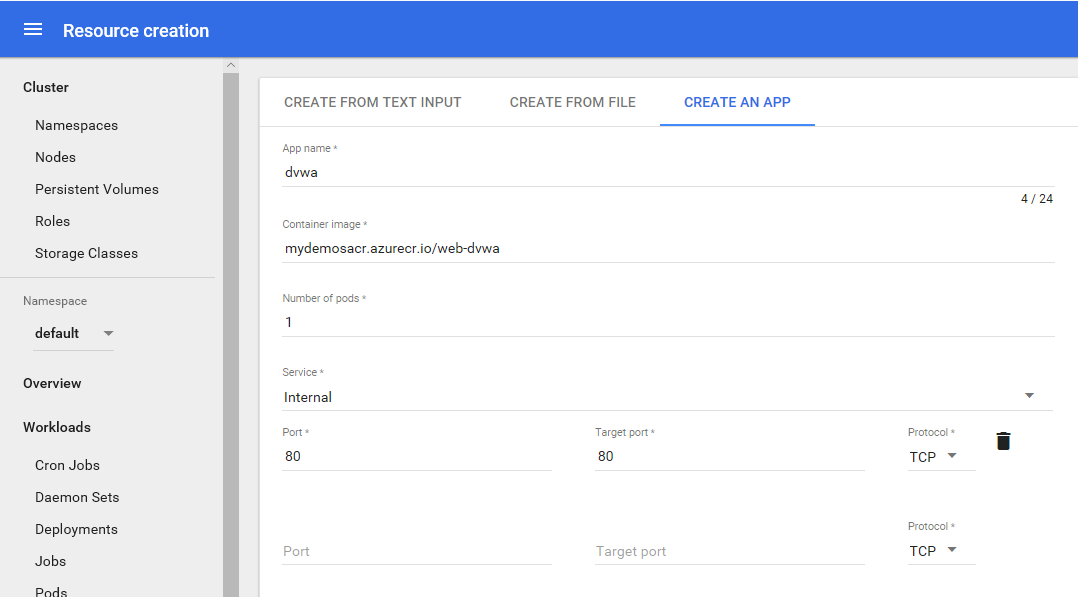 Resource creation
Cluster
Namespaces
Nodes
Persistent Volumes
Roles
Storage Classes
Namespace
default
Overview
Workloads
Cron Jobs
Daemon Sets
Deployments
Jobs
Pods
CREATE FROM TEXT INPUT
CREATE FROM FILE
CREATE AN APP
App name *
dvwa
4 / 24
Container image *
mydemosacr.azurecr.io/web-dvwa
Number of pods *
1
Service *
Internal
Port * Target port * Protocol *
80 80 TCP
Protocol *
Port Target port TCP